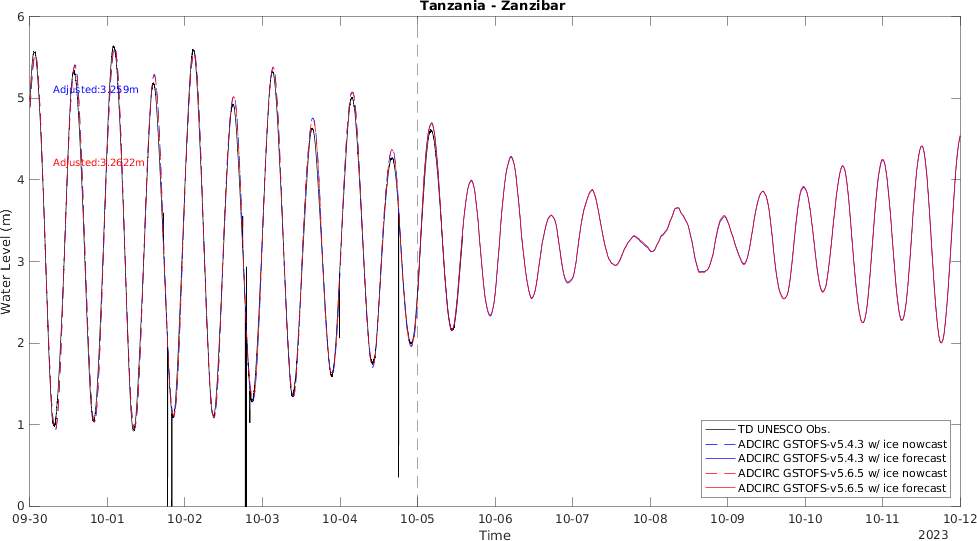 Tanzania - Zanzibar
6
5
4
3
2
1
0
Water Level (m)
Adjusted:3.259m
Adjusted:3.2622m
TD UNESCO Obs.
ADCIRC GSTOFS-v5.4.3 w/ ice nowcast
ADCIRC GSTOFS-v5.4.3 w/ ice forecast
ADCIRC GSTOFS-v5.6.5 w/ ice nowcast
ADCIRC GSTOFS-v5.6.5 w/ ice forecast
09-30 10-01 10-02 10-03 10-04 10-05 10-06 10-07 10-08 10-09 10-10 10-11 10-12
Time
2023